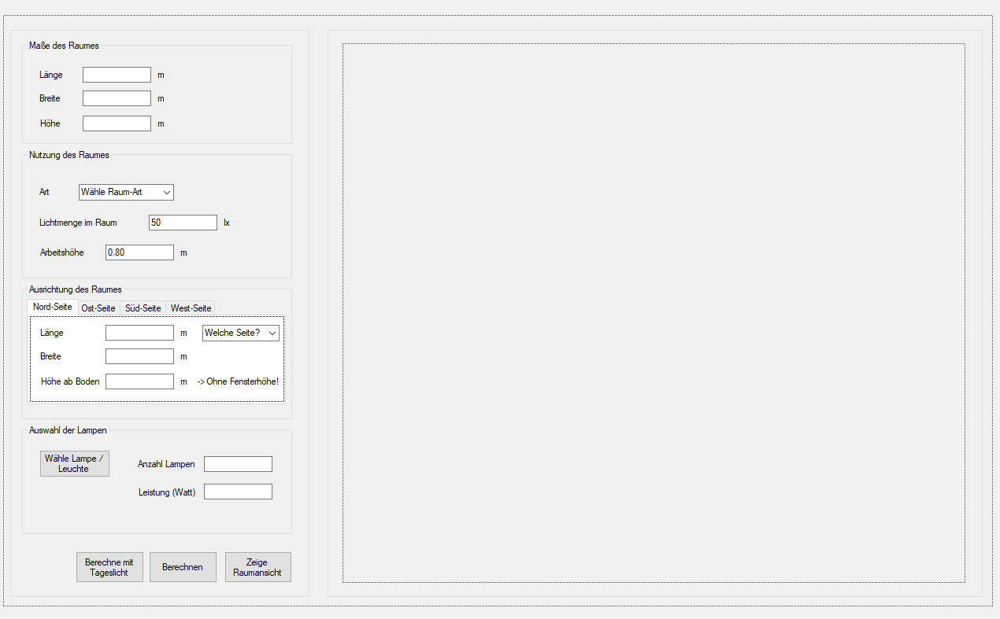 Maße des Raumes
Länge m
Breite m
Höhe m
Nutzung des Raumes
Art Wähle Raum-Art
Lichtmenge im Raum 50 lx
Arbeitshöhe 0.80 m
Ausrichtung des Raumes
Nord-Seite Ost-Seite Süd-Seite West-Seite
Länge m Welche Seite?
Breite m
Höhe ab Boden m -> Ohne Fensterhöhe!
Auswahl der Lampen
Wähle Lampe /
Leuchte
Anzahl Lampen
Leistung (Watt)
Berechne mit
Tageslicht
Berechnen
Zeige
Raumansicht